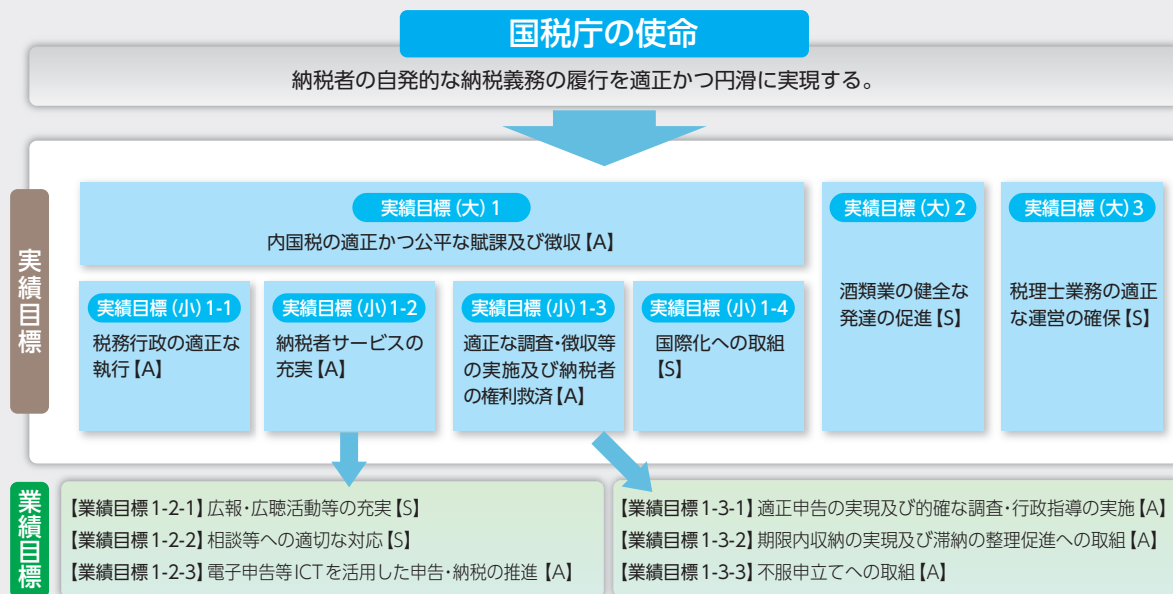 国税庁の使命
納税者の自発的な納税義務の履行を適正かつ円滑に実現する。
実績目標
実績目標(大)1
内国税の適正かつ公平な賦課及び徴収【A】
実績目標(小)1-1
税務行政の適正な
執行【A】
実績目標(小)1-2
納税者サービスの
充実【A】
実績目標(小)1-3
適正な調査・徴収等
の実施及び納税者
の権利救済【A】
実績目標(小)1-4
国際化への取組
【S】
実績目標(大)2
酒類業の健全な
発達の促進【S】
実績目標(大)3
税理士業務の適正
な運営の確保【S】
業績目標
【業績目標1-2-1】広報・広聴活動等の充実【S】
【業績目標1-2-2】相談等への適切な対応【S】
【業績目標1-2-3】電子申告等ICTを活用した申告・納税の推進【A】
【業績目標1-3-1】適正申告の実現及び的確な調査・行政指導の実施【A】
【業績目標1-3-2】期限内収納の実現及び滞納の整理促進への取組【A】
【業績目標1-3-3】不服申立てへの取組【A】